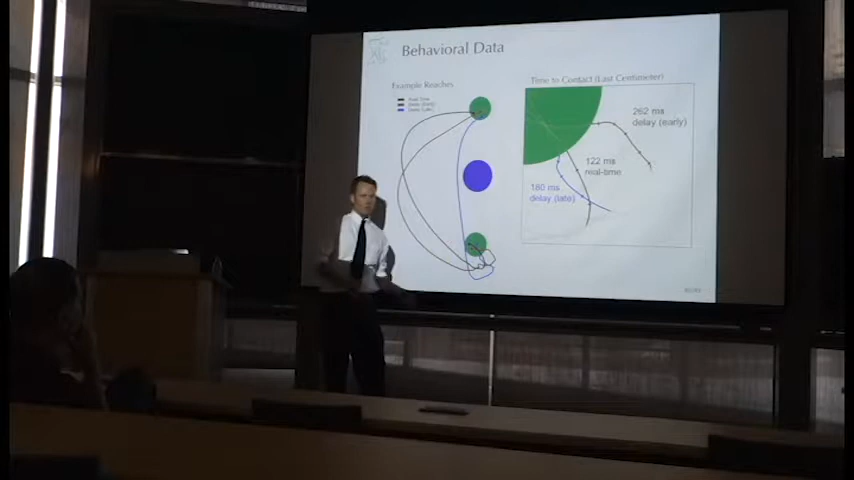 Behavioral Data
Example Reaches
Time to Contact (Last Centimeter)
262 ms
delay (early)
122 ms
real-time
180 ms
delay (late)